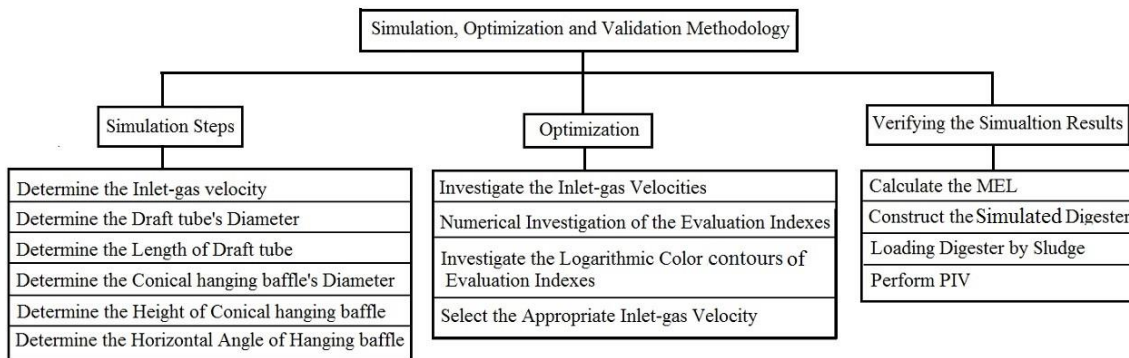 Simulation, Optimization and Validation Methodology
Simulation Steps
Determine the Inlet-gas velocity
Determine the Draft tube's Diameter
Determine the Length of Draft tube
Determine the Conical hanging baffle's Diameter
Determine the Height of Conical hanging baffle
Determine the Horizontal Angle of Hanging baffle
Optimization
Investigate the Inlet-gas Velocities
Numerical Investigation of the Evaluation Indexes
Investigate the Logarithmic Color contours of
Evaluation Indexes
Select the Appropriate Inlet-gas Velocity
Verifying the Simualtion Results
Calculate the MEL
Construct the Simulated Digester
Loading Digester by Sludge
Perform PIV